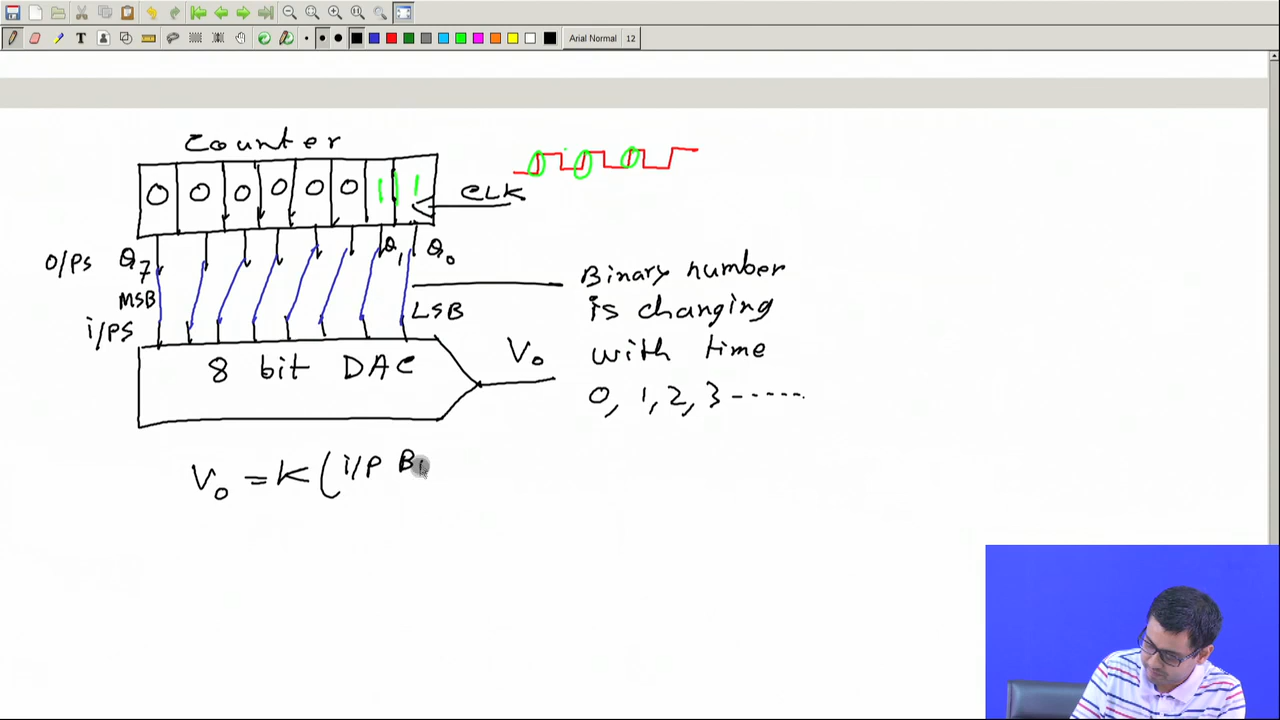 Arial Normal 12
Counter
0 0 0 0 0 0 1 1
CLK
O/Ps Q7 Q1 Q0
MSB LSB
i/PS
8 bit DAC
Vo
Binary number
is changing
with time
0, 1, 2, 3 ------
Vo = K (i/P Bi